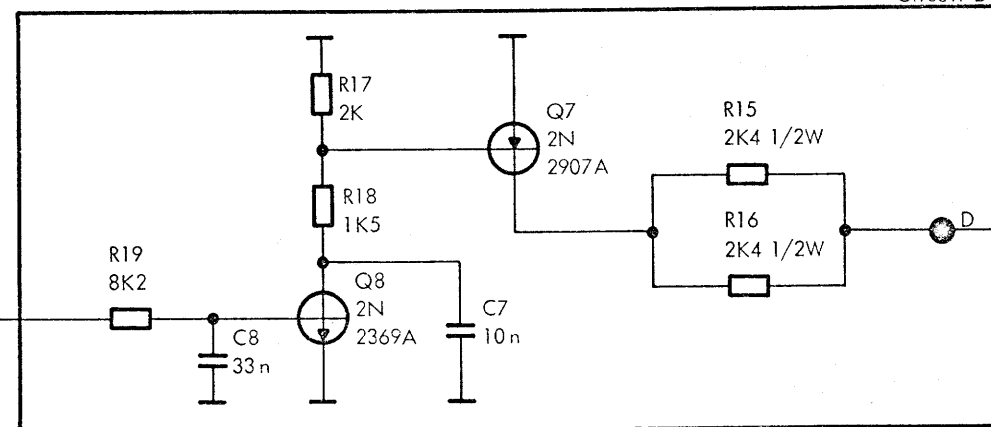 R17
2K
Q7
2N
2907A
R15
2K4 1/2W
R18
1K5
R16
2K4 1/2W
D
R19
8K2
Q8
2N
2369A
C7
10n
C8
33n